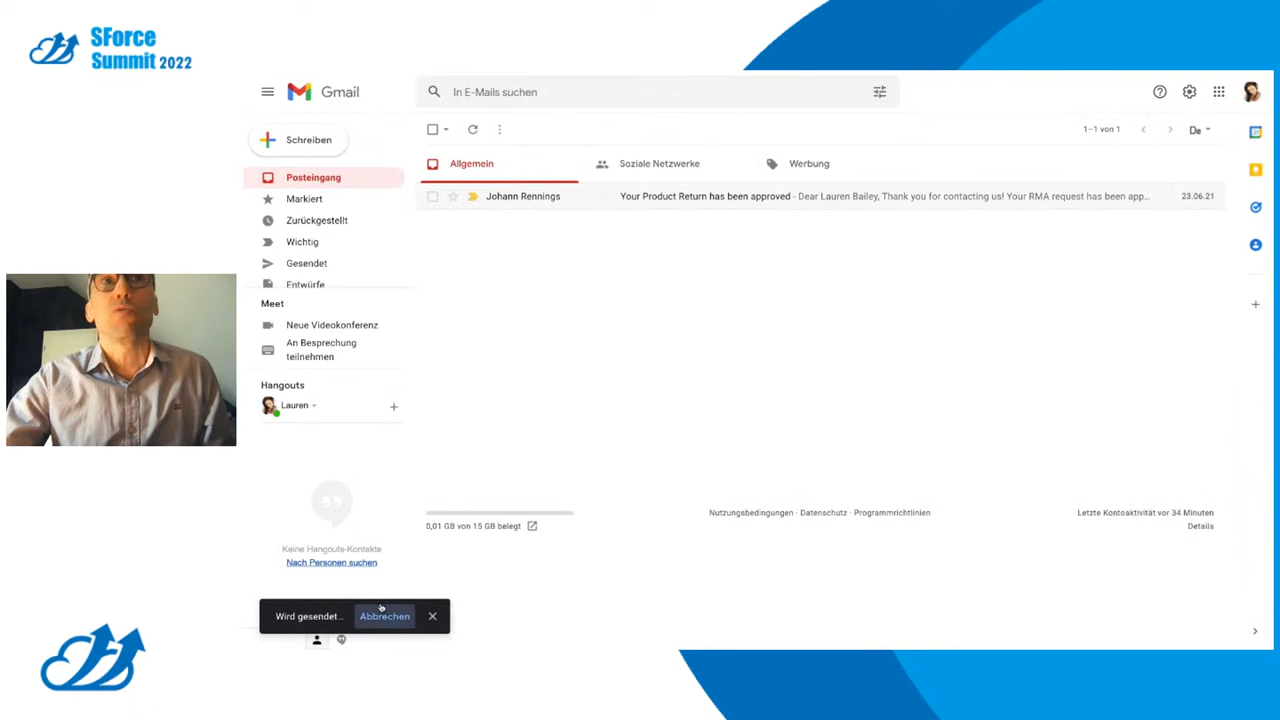 SForce
Summit 2022
Gmail
In E-Mails suchen
Schreiben
1–1 von 1
De
Posteingang
Markiert
Zurückgestellt
Wichtig
Gesendet
Entwürfe
Allgemein
Soziale Netzwerke
Werbung
Johann Rennings
Your Product Return has been approved - Dear Lauren Bailey, Thank you for contacting us! Your RMA request has been app...
23.06.21
Meet
Neue Videokonferenz
An Besprechung
teilnehmen
Hangouts
Lauren
Keine Hangouts-Kontakte
Nach Personen suchen
0,01 GB von 15 GB belegt
Nutzungsbedingungen · Datenschutz · Programmrichtlinien
Letzte Kontoaktivität vor 34 Minuten
Details
Wird gesendet...
Abbrechen